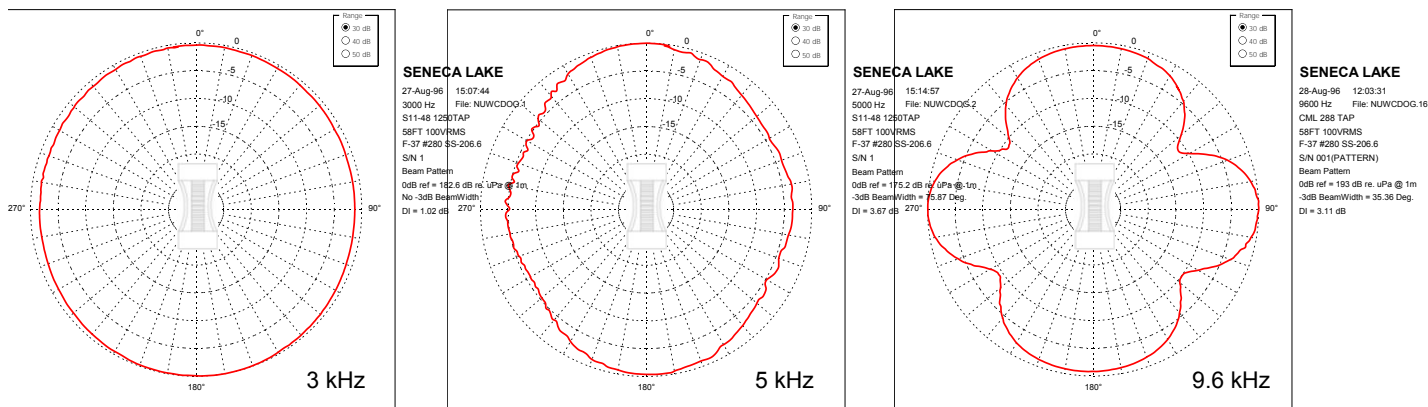 Range
30 dB
40 dB
50 dB
0°
0
-5
-10
-15
270°
90°
180°
3 kHz
SENECA LAKE
27-Aug-96 15:07:44
3000 Hz File: NUWCDOG.1
S11-48 1250TAP
58FT 100VRMS
F-37 #280 SS-206.6
S/N 1
Beam Pattern
0dB ref = 182.6 dB re. uPa @ 1m
No -3dB BeamWidth
DI = 1.02 dB
Range
30 dB
40 dB
50 dB
0°
0
-5
-10
-15
270°
90°
180°
5 kHz
SENECA LAKE
27-Aug-96 15:14:57
5000 Hz File: NUWCDOG.2
S11-48 1250TAP
58FT 100VRMS
F-37 #280 SS-206.6
S/N 1
Beam Pattern
0dB ref = 175.2 dB re. uPa @ 1m
-3dB BeamWidth = 75.87 Deg.
DI = 3.67 dB
Range
30 dB
40 dB
50 dB
0°
0
-5
-10
-15
270°
90°
180°
9.6 kHz
SENECA LAKE
28-Aug-96 12:03:31
9600 Hz File: NUWCDOG.16
CML 288 TAP
58FT 100VRMS
F-37 #280 SS-206.6
S/N 001(PATTERN)
Beam Pattern
0dB ref = 193 dB re. uPa @ 1m
-3dB BeamWidth = 35.36 Deg.
DI = 3.11 dB